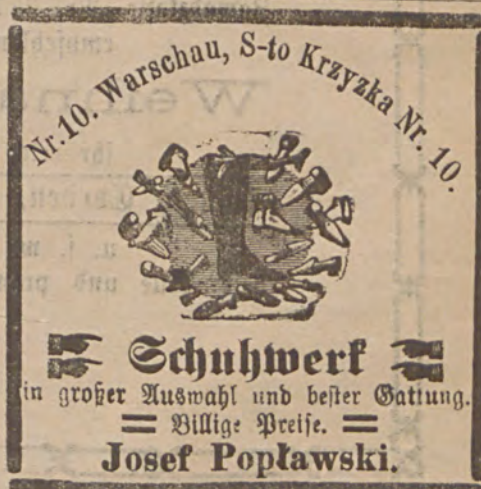 Nr.10. Warschau, S-to Krzyzka Nr. 10.
Schuhwerk
in großer Auswahl und bester Gattung.
Billige Preise.
Josef Popławski.